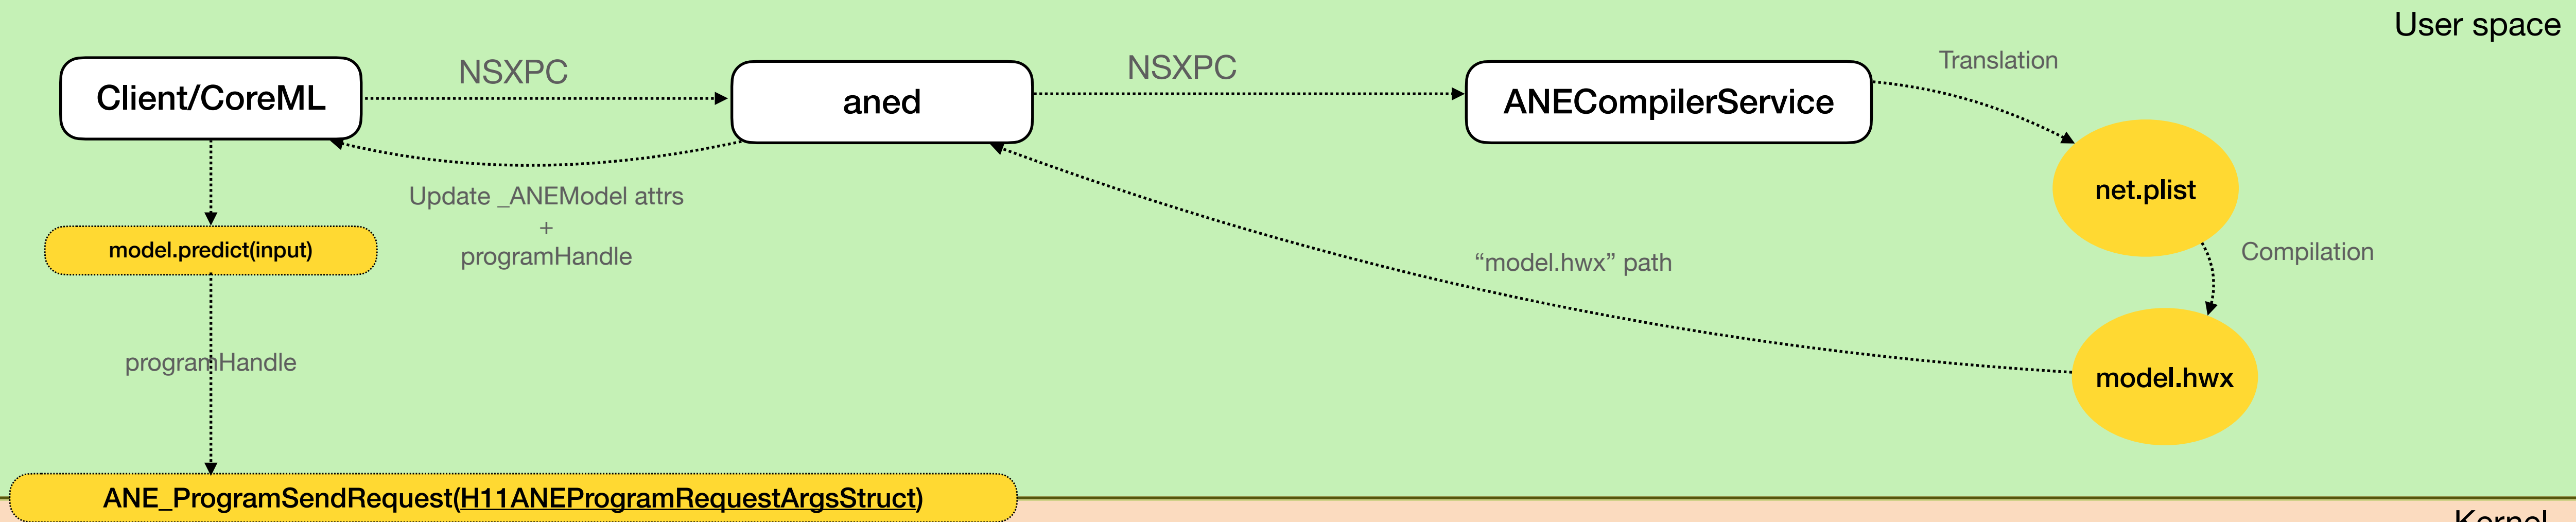 User space
NSXPC
NSXPC
Translation
Client/CoreML
aned
ANECompilerService
net.plist
Update _ANEModel attrs
+
programHandle
model.predict(input)
“model.hwx” path
Compilation
programHandle
model.hwx
ANE_ProgramSendRequest(H11ANEProgramRequestArgsStruct)
Kernel